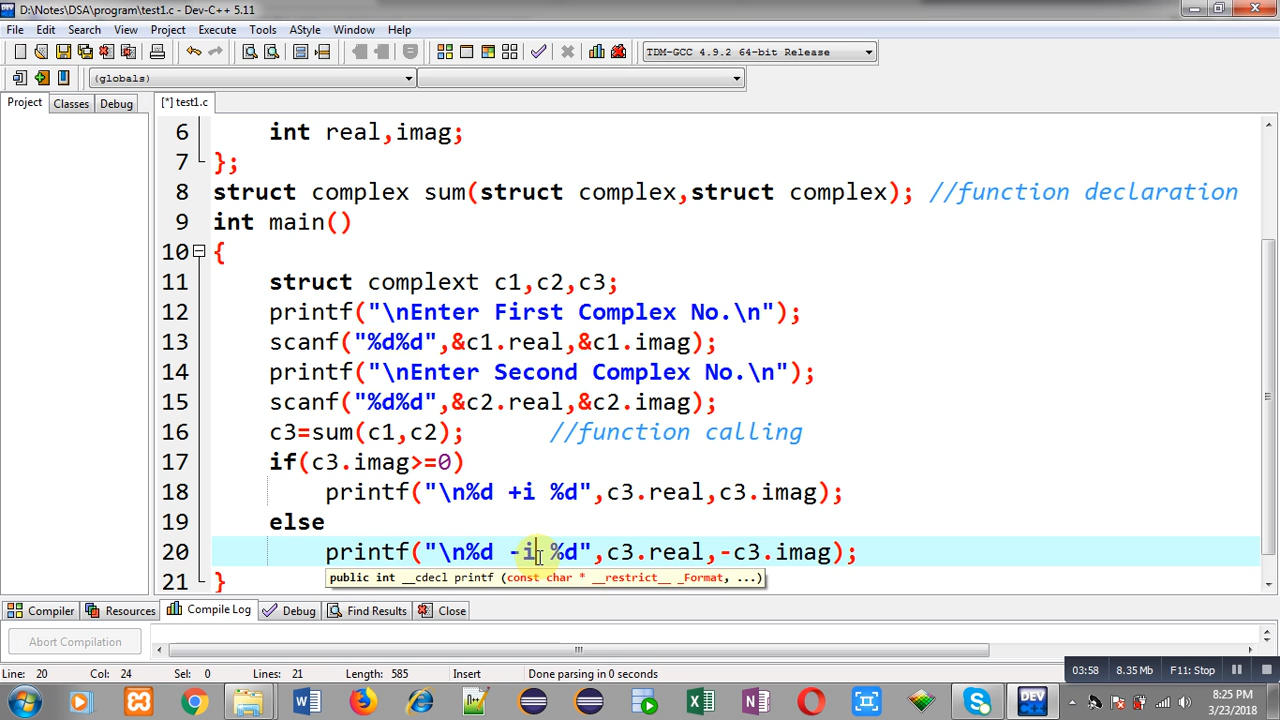 D:\Notes\DSA\program\test1.c - Dev-C++ 5.11
File Edit Search View Project Execute Tools AStyle Window Help
TDM-GCC 4.9.2 64-bit Release
(globals)
Project Classes Debug [*] test1.c
6 int real,imag;
7 };
8 struct complex sum(struct complex,struct complex); //function declaration
9 int main()
10 {
11 struct complext c1,c2,c3;
12 printf("\nEnter First Complex No.\n");
13 scanf("%d%d",&c1.real,&c1.imag);
14 printf("\nEnter Second Complex No.\n");
15 scanf("%d%d",&c2.real,&c2.imag);
16 c3=sum(c1,c2); //function calling
17 if(c3.imag>=0)
18 printf("\n%d +i %d",c3.real,c3.imag);
19 else
20 printf("\n%d -i %d",c3.real,-c3.imag);
public int __cdecl printf (const char * __restrict__ _Format, ...)
21 }
Compiler Resources Compile Log Debug Find Results Close
Abort Compilation
Line: 20 Col: 24 Sel: 0 Lines: 21 Length: 585 Insert Done parsing in 0 seconds
03:58 8.35 Mb F11: Stop
DEV
8:25 PM
3/23/2018